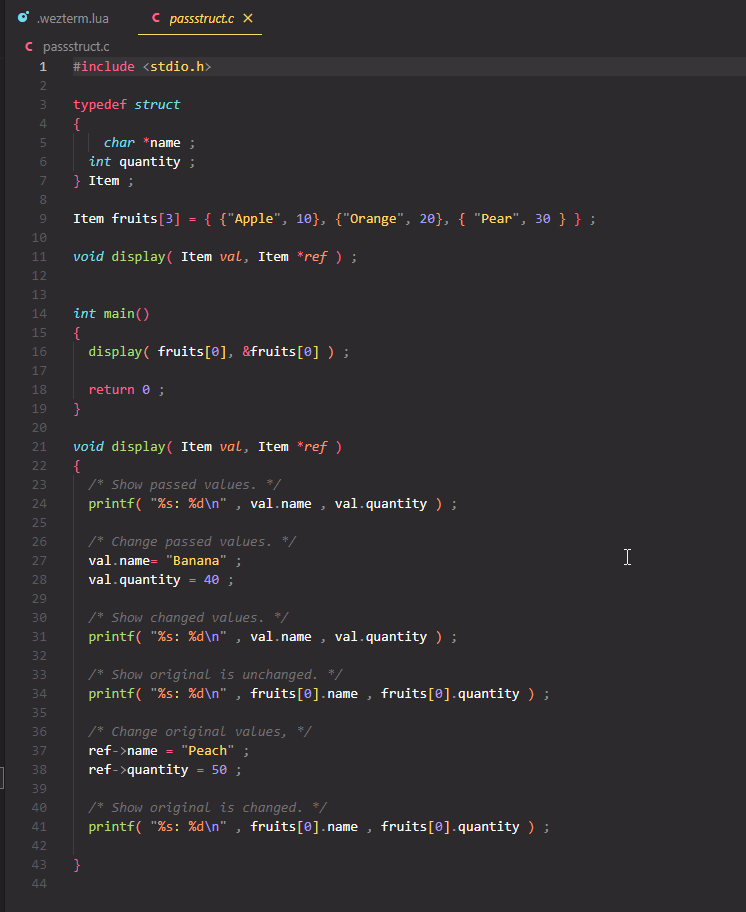 .wezterm.lua
C passstruct.c ×
C passstruct.c
1 #include <stdio.h>
2
3 typedef struct
4 {
5     char *name ;
6   int quantity ;
7 } Item ;
8
9 Item fruits[3] = { {"Apple", 10}, {"Orange", 20}, { "Pear", 30 } } ;
10
11 void display( Item val, Item *ref ) ;
12
13
14 int main()
15 {
16   display( fruits[0], &fruits[0] ) ;
17
18   return 0 ;
19 }
20
21 void display( Item val, Item *ref )
22 {
23   /* Show passed values. */
24   printf( "%s: %d\n" , val.name , val.quantity ) ;
25
26   /* Change passed values. */
27   val.name= "Banana" ;
28   val.quantity = 40 ;
29
30   /* Show changed values. */
31   printf( "%s: %d\n" , val.name , val.quantity ) ;
32
33   /* Show original is unchanged. */
34   printf( "%s: %d\n" , fruits[0].name , fruits[0].quantity ) ;
35
36   /* Change original values, */
37   ref->name = "Peach" ;
38   ref->quantity = 50 ;
39
40   /* Show original is changed. */
41   printf( "%s: %d\n" , fruits[0].name , fruits[0].quantity ) ;
42
43 }
44